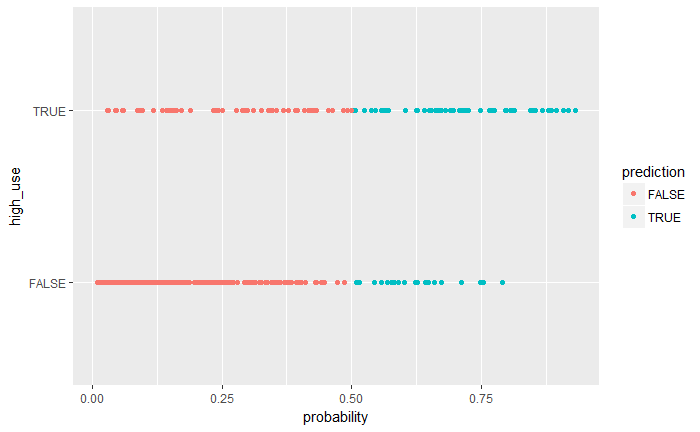 TRUE
FALSE
high_use
0.00
0.25
0.50
0.75
probability
prediction
FALSE
TRUE